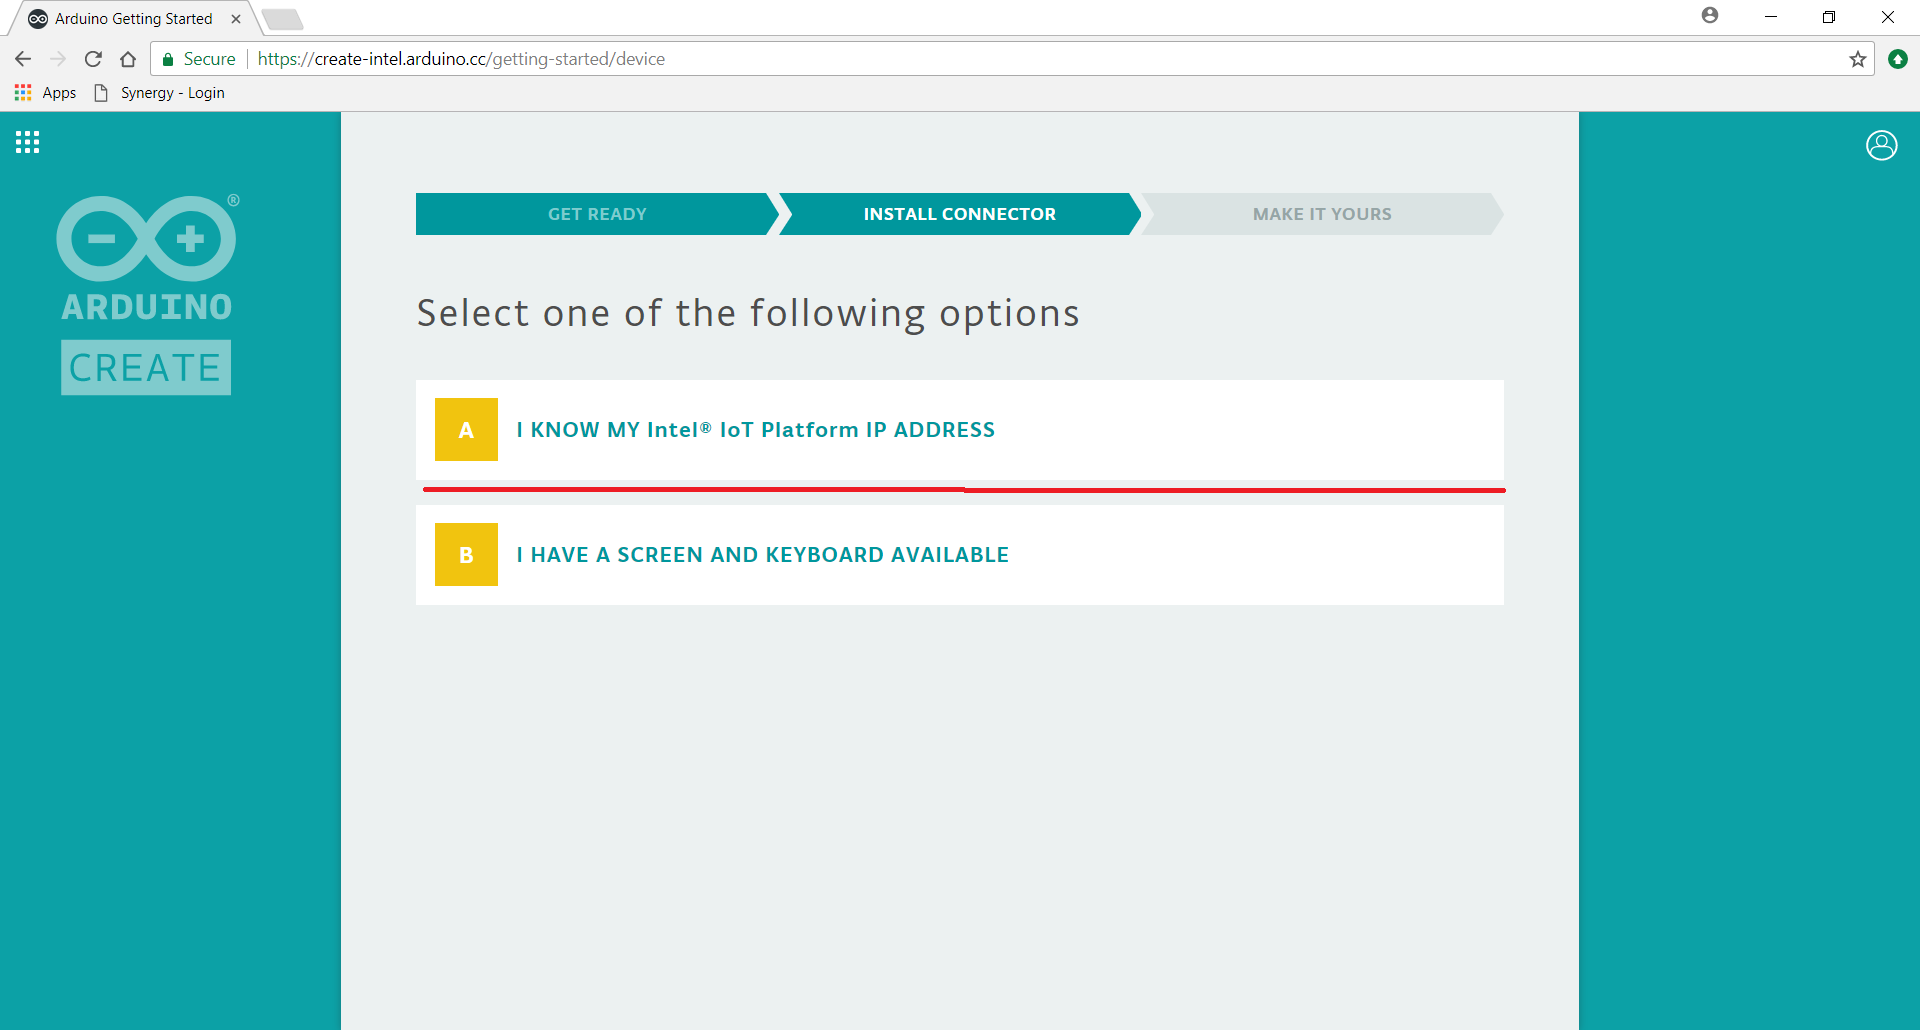 Arduino Getting Started
Secure
https://create-intel.arduino.cc/getting-started/device
Apps
Synergy - Login
®
ARDUINO
CREATE
GET READY
INSTALL CONNECTOR
MAKE IT YOURS
Select one of the following options
A
I KNOW MY Intel® IoT Platform IP ADDRESS
B
I HAVE A SCREEN AND KEYBOARD AVAILABLE